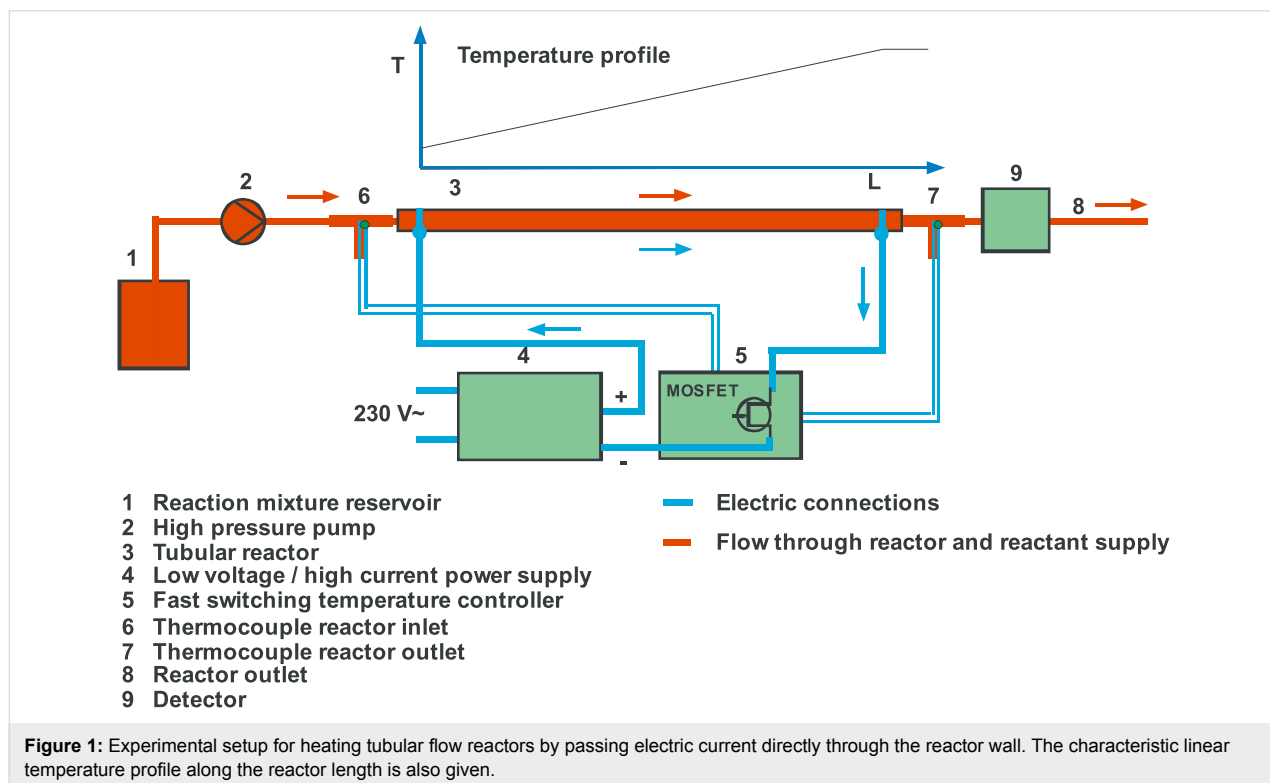 T
Temperature profile
2
6
3
L
7
9
8
1
4
5
MOSFET
230 V~
+
-
1 Reaction mixture reservoir
2 High pressure pump
3 Tubular reactor
4 Low voltage / high current power supply
5 Fast switching temperature controller
6 Thermocouple reactor inlet
7 Thermocouple reactor outlet
8 Reactor outlet
9 Detector
Electric connections
Flow through reactor and reactant supply
Figure 1: Experimental setup for heating tubular flow reactors by passing electric current directly through the reactor wall. The characteristic linear
temperature profile along the reactor length is also given.